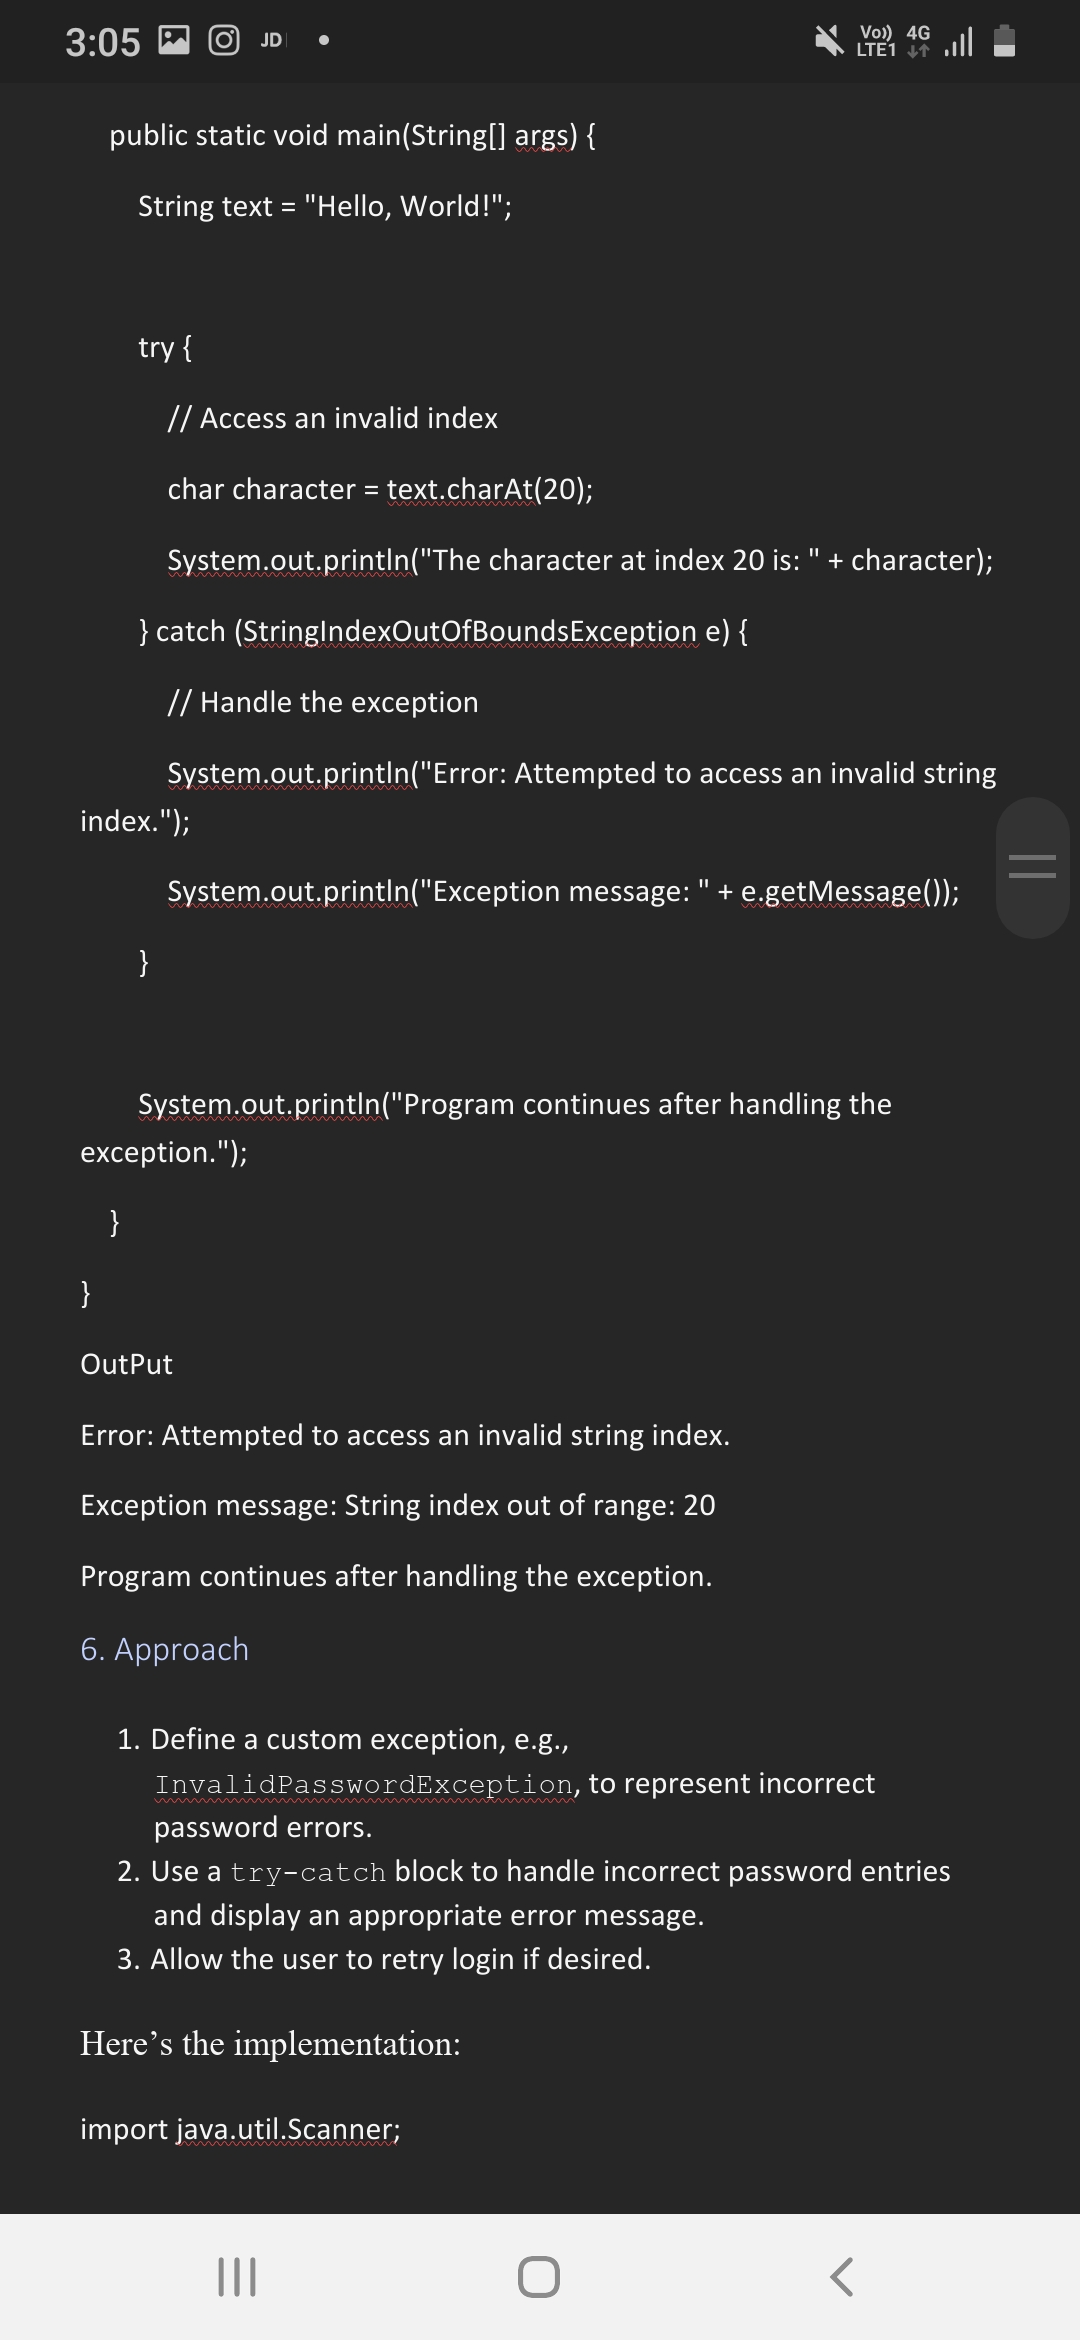 3:05 JD
Vo)) 4G
LTE1
public static void main(String[] args) {
String text = "Hello, World!";
try {
// Access an invalid index
char character = text.charAt(20);
System.out.println("The character at index 20 is: " + character);
} catch (StringIndexOutOfBoundsException e) {
// Handle the exception
System.out.println("Error: Attempted to access an invalid string
index.");
System.out.println("Exception message: " + e.getMessage());
}
System.out.println("Program continues after handling the
exception.");
}
}
OutPut
Error: Attempted to access an invalid string index.
Exception message: String index out of range: 20
Program continues after handling the exception.
6. Approach
1. Define a custom exception, e.g.,
InvalidPasswordException, to represent incorrect
password errors.
2. Use a try-catch block to handle incorrect password entries
and display an appropriate error message.
3. Allow the user to retry login if desired.
Here’s the implementation:
import java.util.Scanner;